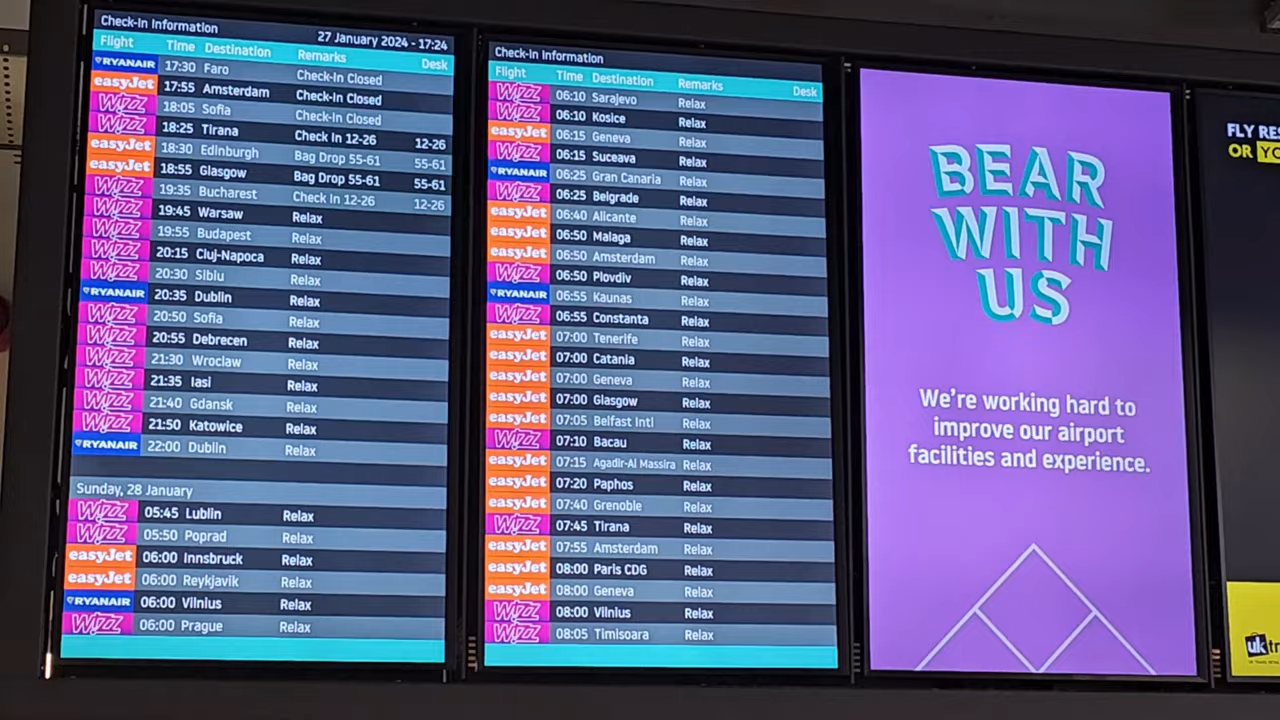 Check-In Information 27 January 2024 - 17:24
Flight Time Destination Remarks Desk
RYANAIR 17:30 Faro Check-In Closed
easyJet 17:55 Amsterdam Check-In Closed
WIZZ 18:05 Sofia Check-In Closed
WIZZ 18:25 Tirana Check In 12-26 12-26
easyJet 18:30 Edinburgh Bag Drop 55-61 55-61
easyJet 18:55 Glasgow Bag Drop 55-61 55-61
WIZZ 19:35 Bucharest Check In 12-26 12-26
WIZZ 19:45 Warsaw Relax
WIZZ 19:55 Budapest Relax
WIZZ 20:15 Cluj-Napoca Relax
WIZZ 20:30 Sibiu Relax
RYANAIR 20:35 Dublin Relax
WIZZ 20:50 Sofia Relax
WIZZ 20:55 Debrecen Relax
WIZZ 21:30 Wroclaw Relax
WIZZ 21:35 Iasi Relax
WIZZ 21:40 Gdansk Relax
WIZZ 21:50 Katowice Relax
RYANAIR 22:00 Dublin Relax
Sunday, 28 January
WIZZ 05:45 Lublin Relax
WIZZ 05:50 Poprad Relax
easyJet 06:00 Innsbruck Relax
easyJet 06:00 Reykjavik Relax
RYANAIR 06:00 Vilnius Relax
WIZZ 06:00 Prague Relax
Check-In Information
Flight Time Destination Remarks Desk
WIZZ 06:10 Sarajevo Relax
WIZZ 06:10 Kosice Relax
easyJet 06:15 Geneva Relax
WIZZ 06:15 Suceava Relax
RYANAIR 06:25 Gran Canaria Relax
WIZZ 06:25 Belgrade Relax
easyJet 06:40 Alicante Relax
easyJet 06:50 Malaga Relax
easyJet 06:50 Amsterdam Relax
WIZZ 06:50 Plovdiv Relax
RYANAIR 06:55 Kaunas Relax
WIZZ 06:55 Constanta Relax
easyJet 07:00 Tenerife Relax
easyJet 07:00 Catania Relax
easyJet 07:00 Geneva Relax
easyJet 07:00 Glasgow Relax
easyJet 07:05 Belfast Intl Relax
WIZZ 07:10 Bacau Relax
easyJet 07:15 Agadir-Al Massira Relax
easyJet 07:20 Paphos Relax
easyJet 07:40 Grenoble Relax
WIZZ 07:45 Tirana Relax
easyJet 07:55 Amsterdam Relax
easyJet 08:00 Paris CDG Relax
easyJet 08:00 Geneva Relax
WIZZ 08:00 Vilnius Relax
WIZZ 08:05 Timisoara Relax
BEAR
WITH
US
We're working hard to
improve our airport
facilities and experience.
FLY
OR
uk